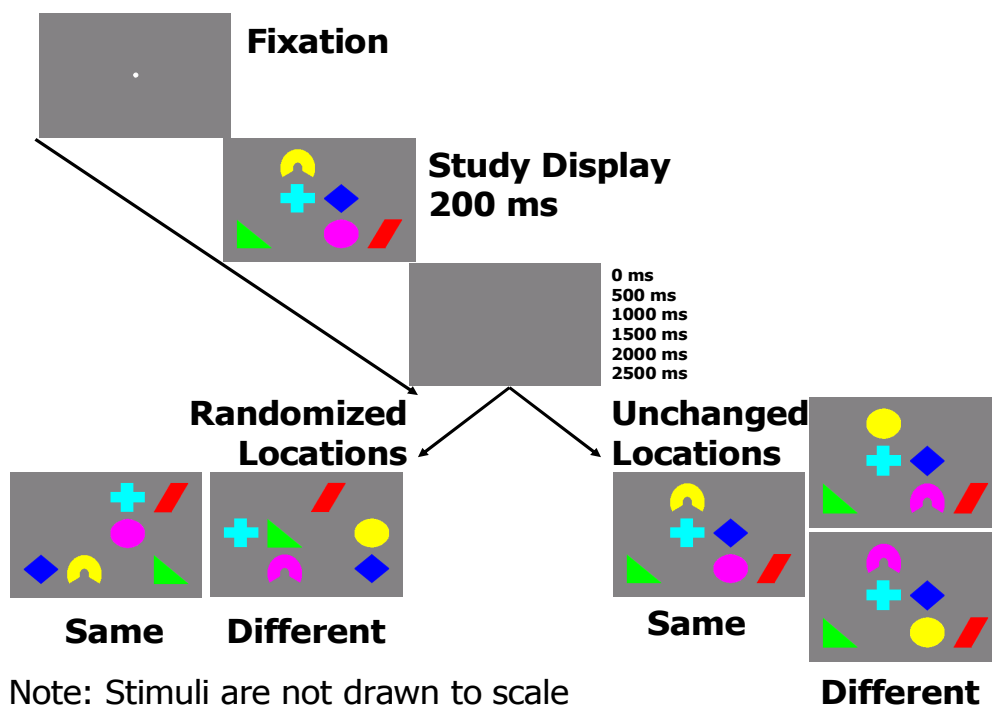 Fixation
Study Display
200 ms
0 ms
500 ms
1000 ms
1500 ms
2000 ms
2500 ms
Randomized
Locations
Unchanged
Locations
Same
Different
Same
Different
Note: Stimuli are not drawn to scale